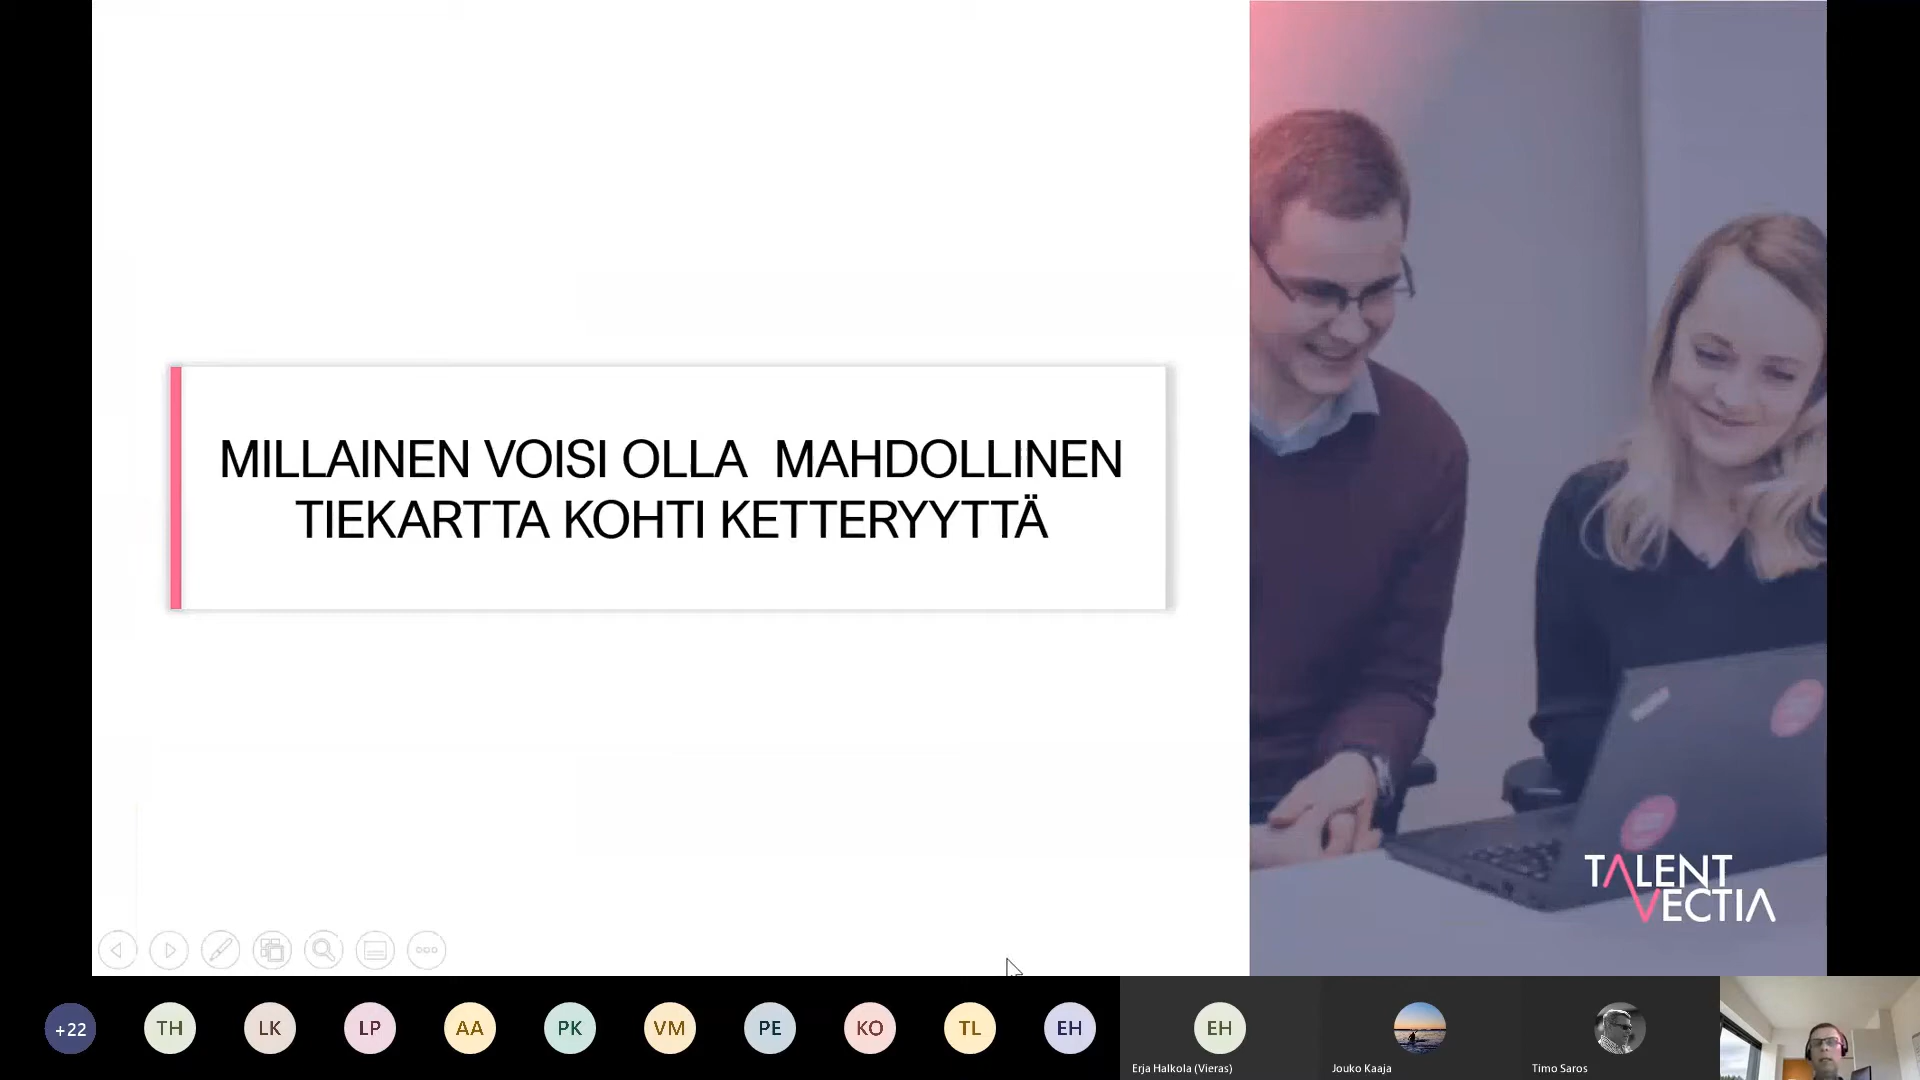 MILLAINEN VOISI OLLA  MAHDOLLINEN
TIEKARTTA KOHTI KETTERYYTTÄ
TALENT
VECTIA
+22
TH
LK
LP
AA
PK
VM
PE
KO
TL
EH
EH
Erja Halkola (Vieras)
Jouko Kaaja
Timo Saros